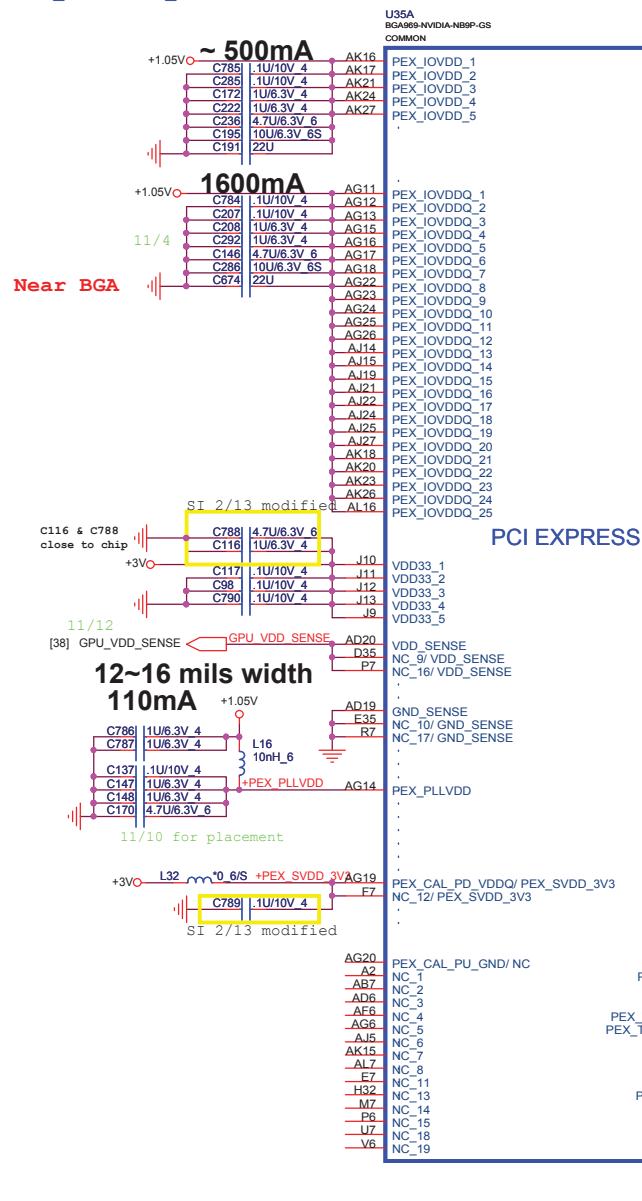 U35A
BGA969-NVIDIA-NB9P-GS
COMMON
~ 500mA
+1.05V
C785 .1U/10V_4
C285 .1U/10V_4
C172 1U/6.3V_4
C222 1U/6.3V_4
C236 4.7U/6.3V_6
C195 10U/6.3V_6S
C191 22U
AK16 PEX_IOVDD_1
AK17 PEX_IOVDD_2
AK21 PEX_IOVDD_3
AK24 PEX_IOVDD_4
AK27 PEX_IOVDD_5
1600mA
+1.05V
C784 .1U/10V_4
C207 .1U/10V_4
C208 1U/6.3V_4
C292 1U/6.3V_4
C146 4.7U/6.3V_6
C286 10U/6.3V_6S
C674 22U
11/4
Near BGA
AG11 PEX_IOVDDQ_1
AG12 PEX_IOVDDQ_2
AG13 PEX_IOVDDQ_3
AG15 PEX_IOVDDQ_4
AG16 PEX_IOVDDQ_5
AG17 PEX_IOVDDQ_6
AG18 PEX_IOVDDQ_7
AG22 PEX_IOVDDQ_8
AG23 PEX_IOVDDQ_9
AG24 PEX_IOVDDQ_10
AG25 PEX_IOVDDQ_11
AG26 PEX_IOVDDQ_12
AJ14 PEX_IOVDDQ_13
AJ15 PEX_IOVDDQ_14
AJ19 PEX_IOVDDQ_15
AJ21 PEX_IOVDDQ_16
AJ22 PEX_IOVDDQ_17
AJ24 PEX_IOVDDQ_18
AJ25 PEX_IOVDDQ_19
AJ27 PEX_IOVDDQ_20
AK18 PEX_IOVDDQ_21
AK20 PEX_IOVDDQ_22
AK23 PEX_IOVDDQ_23
AK26 PEX_IOVDDQ_24
AL16 PEX_IOVDDQ_25
SI 2/13 modified
C116 & C788
close to chip
C788 4.7U/6.3V_6
C116 1U/6.3V_4
PCI EXPRESS
+3V
C117 .1U/10V_4
C98 .1U/10V_4
C790 .1U/10V_4
J10 VDD33_1
J11 VDD33_2
J12 VDD33_3
J13 VDD33_4
J9 VDD33_5
11/12
[38] GPU_VDD_SENSE GPU_VDD_SENSE
AD20 VDD_SENSE
D35 NC_9/ VDD_SENSE
P7 NC_16/ VDD_SENSE
12~16 mils width
110mA
+1.05V
AD19 GND_SENSE
E35 NC_10/ GND_SENSE
R7 NC_17/ GND_SENSE
C786 1U/6.3V_4
C787 1U/6.3V_4
L16
10nH_6
C137 .1U/10V_4
C147 1U/6.3V_4
C148 1U/6.3V_4
C170 4.7U/6.3V_6
+PEX_PLLVDD AG14 PEX_PLLVDD
11/10 for placement
+3V L32 *0_6/S +PEX_SVDD_3V3
AG19 PEX_CAL_PD_VDDQ/ PEX_SVDD_3V3
F7 NC_12/ PEX_SVDD_3V3
C789 .1U/10V_4
SI 2/13 modified
AG20 PEX_CAL_PU_GND/ NC
A2 NC_1
AB7 NC_2
AD6 NC_3
AF6 NC_4
AG6 NC_5
AJ5 NC_6
AK15 NC_7
AL7 NC_8
E7 NC_11
H32 NC_13
M7 NC_14
P6 NC_15
U7 NC_18
V6 NC_19
PEX_
PEX_T